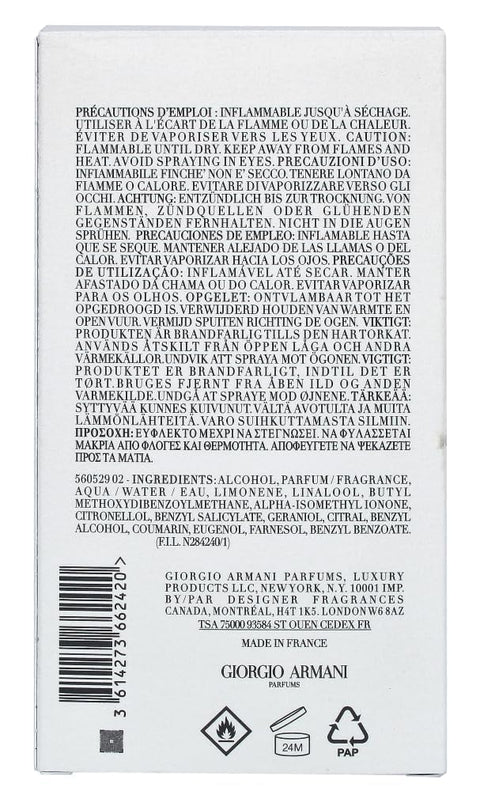 PRÉCAUTIONS D'EMPLOI : INFLAMMABLE JUSQU'À SÉCHAGE.
UTILISER À L'ÉCART DE LA FLAMME OU DE LA CHALEUR.
ÉVITER DE VAPORISER VERS LES YEUX. CAUTION:
FLAMMABLE UNTIL DRY. KEEP AWAY FROM FLAMES AND
HEAT. AVOID SPRAYING IN EYES. PRECAUZIONI D'USO:
INFIAMMABILE FINCHE' NON E' SECCO. TENERE LONTANO DA
FIAMME O CALORE. EVITARE DI VAPORIZZARE VERSO GLI
OCCHI. ACHTUNG: ENTZÜNDLICH BIS ZUR TROCKNUNG. VON
FLAMMEN, ZÜNDQUELLEN ODER GLÜHENDEN
GEGENSTÄNDEN FERNHALTEN. NICHT IN DIE AUGEN
SPRÜHEN. PRECAUCIONES DE EMPLEO: INFLAMABLE HASTA
QUE SE SEQUE. MANTENER ALEJADO DE LAS LLAMAS O DEL
CALOR. EVITAR VAPORIZAR HACIA LOS OJOS. PRECAUÇÕES
DE UTILIZAÇÃO: INFLAMÁVEL ATÉ SECAR. MANTER
AFASTADO DA CHAMA OU DO CALOR. EVITAR VAPORIZAR
PARA OS OLHOS. OPGELET: ONTVLAMBAAR TOT HET
OPGEDROOGD IS. VERWIJDERD HOUDEN VAN WARMTE EN
OPEN VUUR. VERMIJD SPUITEN RICHTING DE OGEN. VIKTIGT:
PRODUKTEN ÄR BRANDFARLIG TILLS DEN HAR TORKAT.
ANVÄNDS ÅTSKILT FRÅN ÖPPEN LÅGA OCH ANDRA
VÄRMEKÄLLOR. UNDVIK ATT SPRAYA MOT ÖGONEN. VIGTIGT:
PRODUKTET ER BRANDFARLIGT, INDTIL DET ER
TØRT. BRUGES FJERNT FRA ÅBEN ILD OG ANDEN
VARMEKILDE. UNDGÅ AT SPRAYE MOD ØJNENE. TÄRKEÄÄ:
SYTTYVÄÄ KUNNES KUIVUNUT. VÄLTÄ AVOTULTA JA MUITA
LÄMMÖNLÄHTEITÄ. VARO SUIHKUTTAMASTA SILMIIN.
ΠΡΟΣΟΧΗ: ΕΥΦΛΕΚΤΟ ΜΕΧΡΙ ΝΑ ΣΤΕΓΝΩΣΕΙ. ΝΑ ΦΥΛΑΣΣΕΤΑΙ
ΜΑΚΡΙΑ ΑΠΟ ΦΛΟΓΕΣ ΚΑΙ ΘΕΡΜΟΤΗΤΑ. ΑΠΟΦΕΥΓΕΤΕ ΝΑ ΨΕΚΑΖΕΤΕ
ΠΡΟΣ ΤΑ ΜΑΤΙΑ.
560529 02 - INGREDIENTS: ALCOHOL, PARFUM / FRAGRANCE,
AQUA / WATER / EAU, LIMONENE, LINALOOL, BUTYL
METHOXYDIBENZOYLMETHANE, ALPHA-ISOMETHYL IONONE,
CITRONELLOL, BENZYL SALICYLATE, GERANIOL, CITRAL, BENZYL
ALCOHOL, COUMARIN, EUGENOL, FARNESOL, BENZYL BENZOATE.
(F.I.L. N284240/1)
3 614273 662420 >
GIORGIO ARMANI PARFUMS, LUXURY
PRODUCTS LLC, NEW YORK, N.Y. 10001 IMP.
BY/PAR DESIGNER FRAGRANCES
CANADA, MONTRÉAL, H4T 1K5. LONDON W6 8AZ
TSA 75000 93584 ST OUEN CEDEX FR
MADE IN FRANCE
GIORGIO ARMANI
PARFUMS
24M
PAP